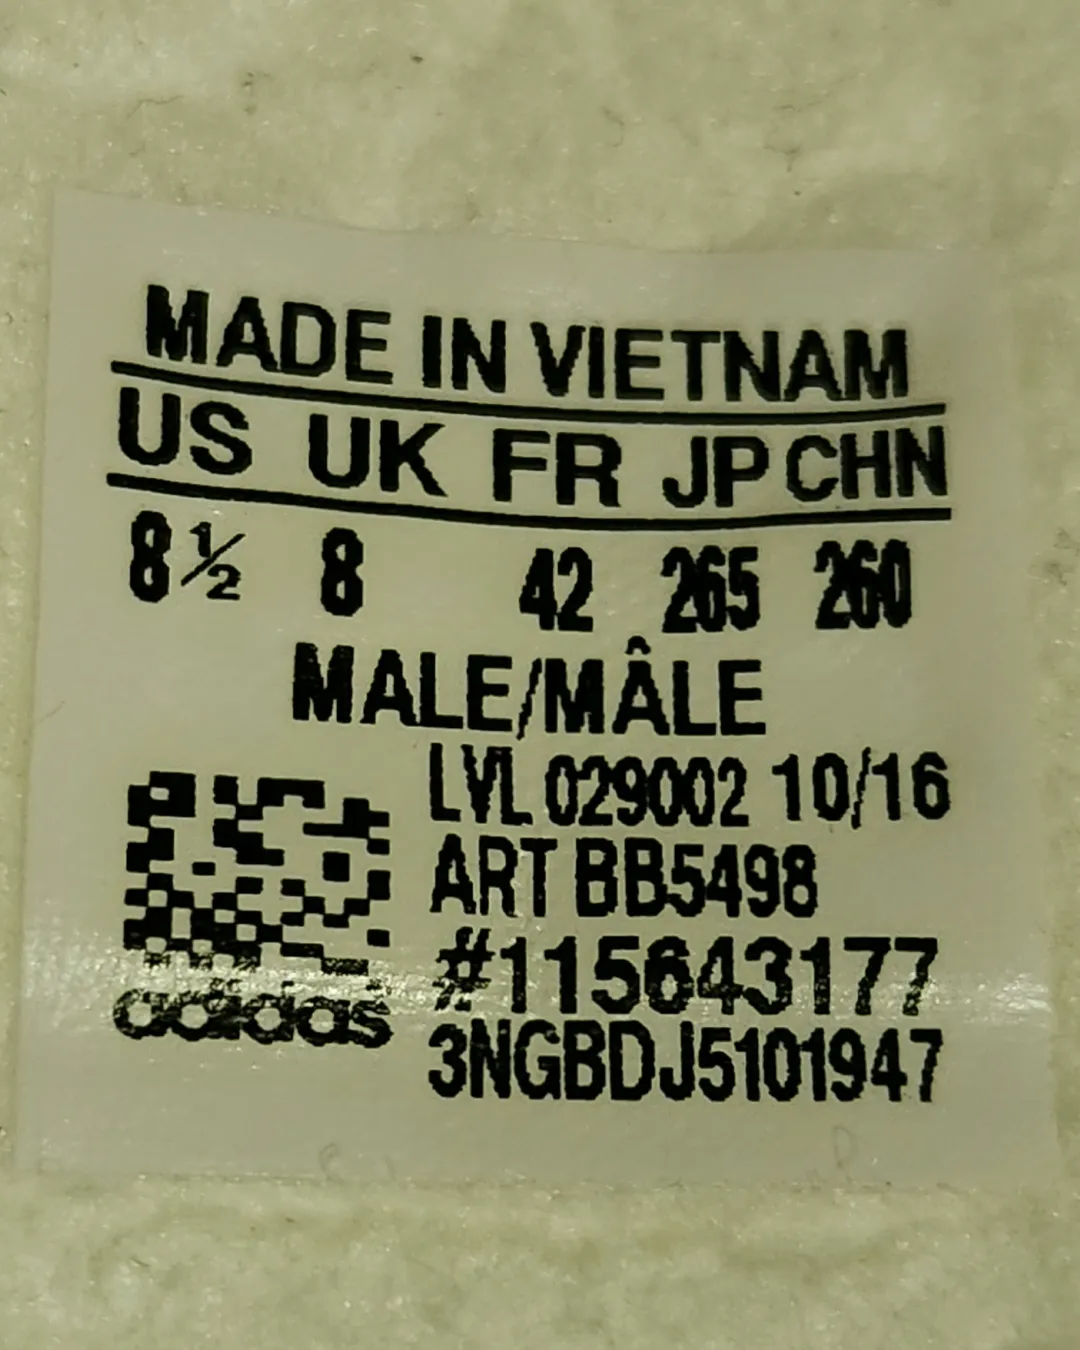 MADE IN VIETNAM
US UK FR JP CHN
8½ 8 42 265 260
MALE/MÂLE
LVL 029002 10/16
ART BB5498
#115643177
3NGBDJ5101947
adidas